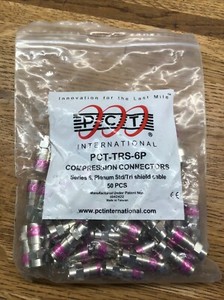 Innovation for the Last Mile
PCT
INTERNATIONAL
PCT-TRS-6P
COMPRESSION CONNECTORS
Series 6 Plenum Std/Tri shield cable
50 PCS
Manufactured Under Patent Nos
Made in Taiwan
www.pctinternational.com